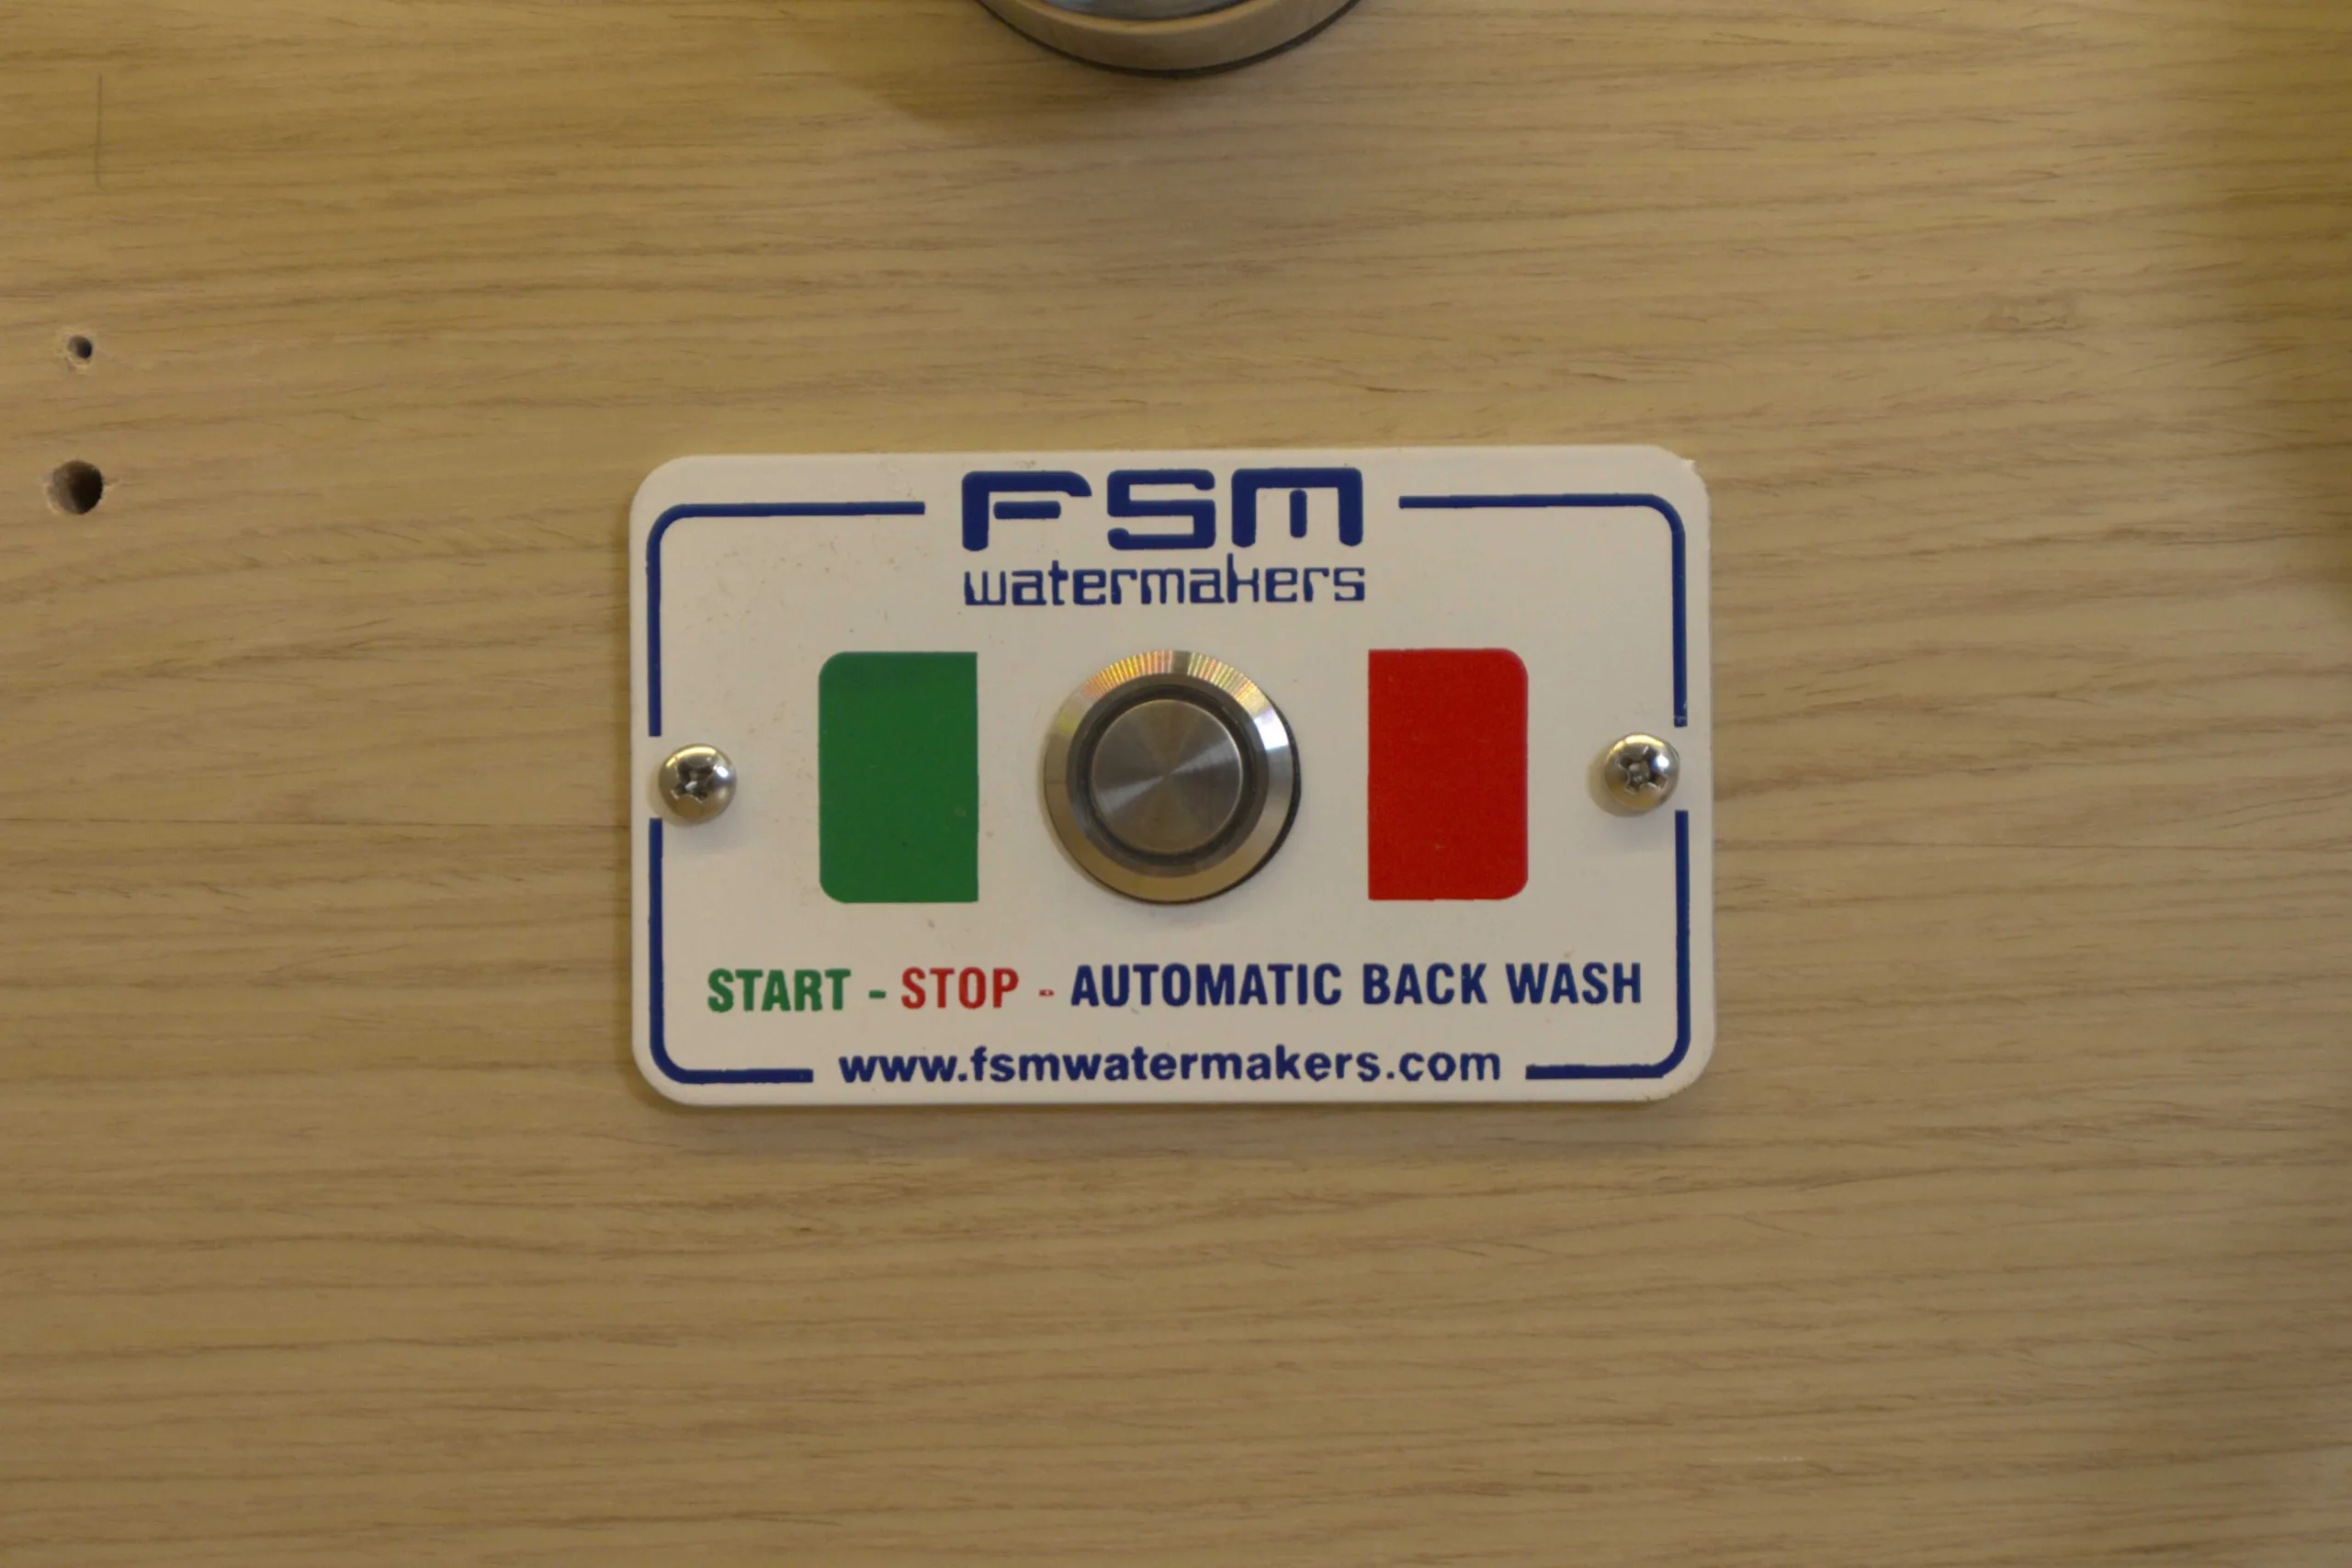 FSM
watermakers
START - STOP - AUTOMATIC BACK WASH
www.fsmwatermakers.com